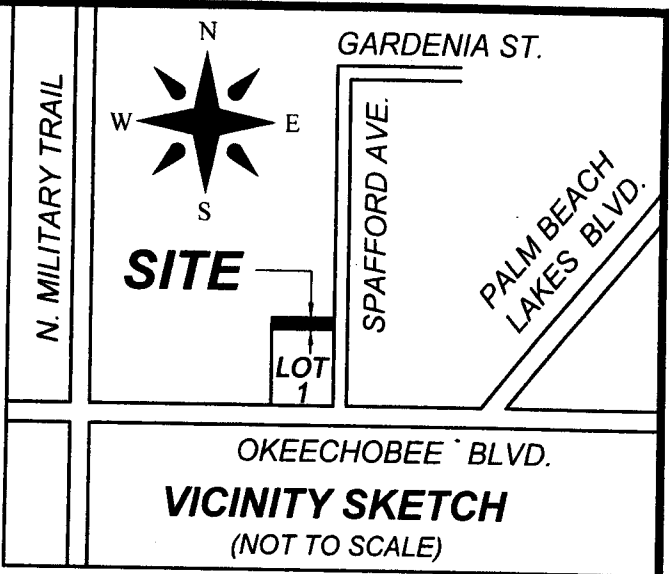 N
GARDENIA ST.
N. MILITARY TRAIL
W
E
S
SPAFFORD AVE.
PALM BEACH
LAKES BLVD.
SITE
LOT
1
OKEECHOBEE BLVD.
VICINITY SKETCH
(NOT TO SCALE)